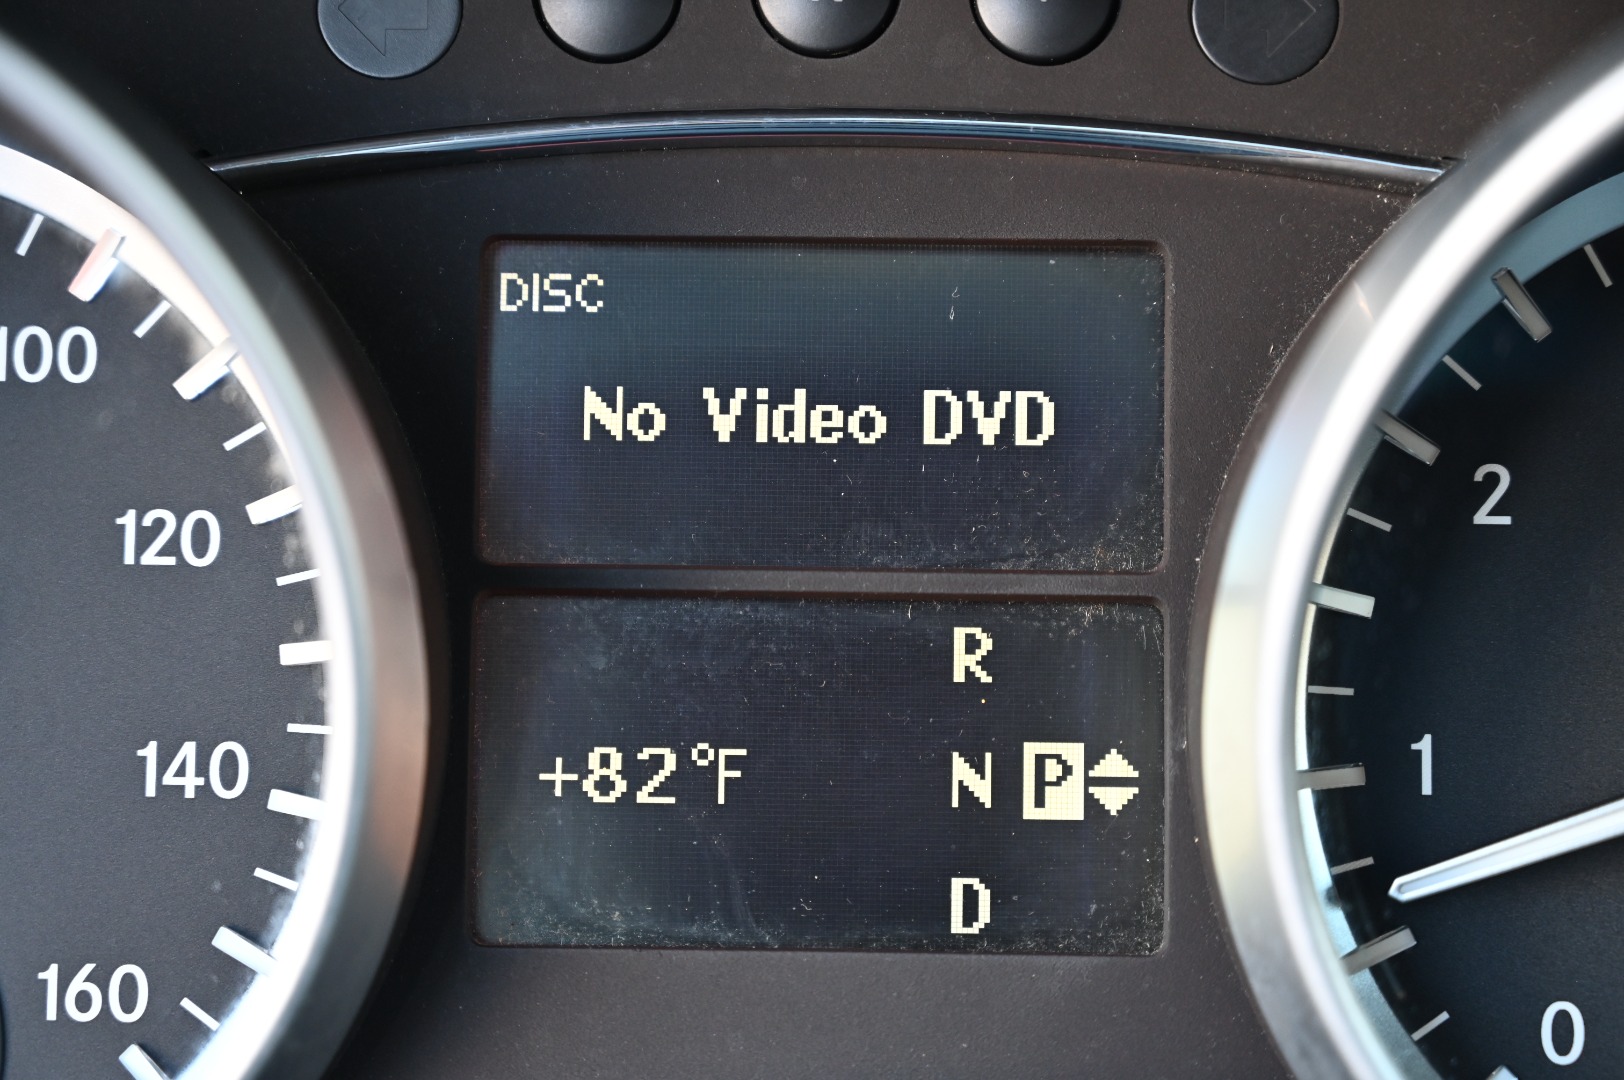 DISC
No Video DVD
R
+82°F N P
D
100
120
140
160
2
1
0